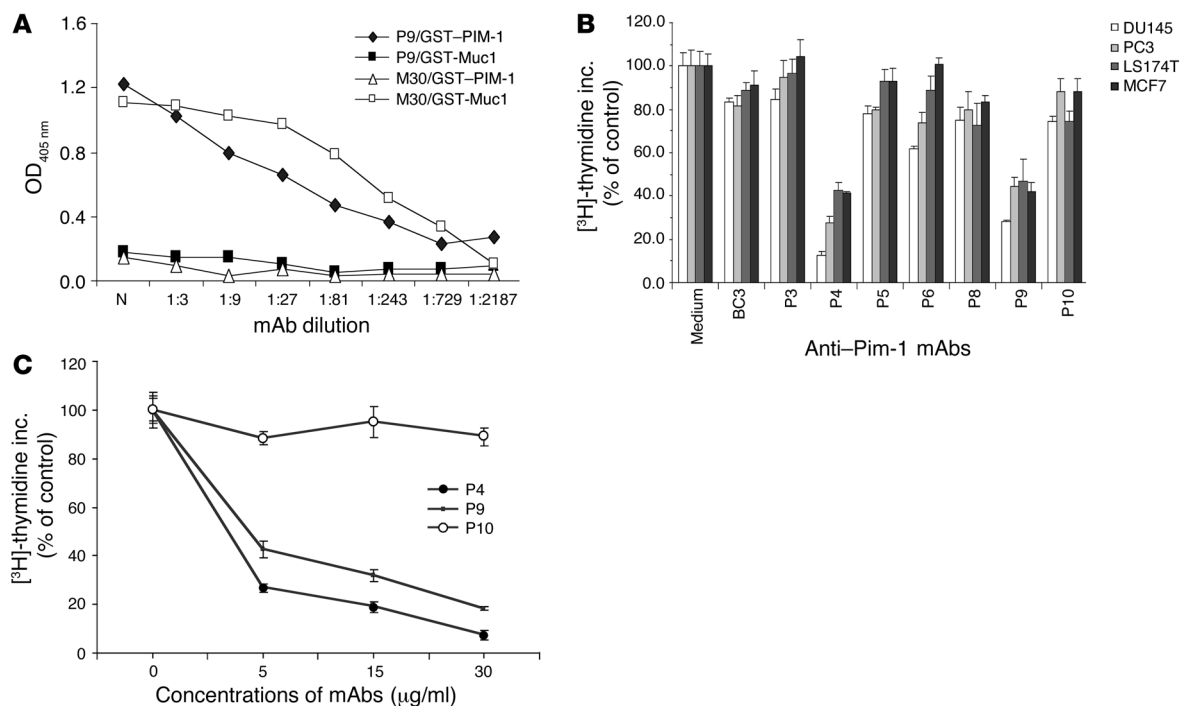 A
1.6
1.2
0.8
0.4
0.0
OD405 nm
N 1:3 1:9 1:27 1:81 1:243 1:729 1:2187
mAb dilution
P9/GST–PIM-1
P9/GST-Muc1
M30/GST–PIM-1
M30/GST-Muc1
B
120.0
100.0
80.0
60.0
40.0
20.0
0.0
[³H]-thymidine inc.
(% of control)
Medium BC3 P3 P4 P5 P6 P8 P9 P10
Anti–Pim-1 mAbs
DU145
PC3
LS174T
MCF7
C
120
100
80
60
40
20
0
[³H]-thymidine inc.
(% of control)
P4
P9
P10
0 5 15 30
Concentrations of mAbs (μg/ml)